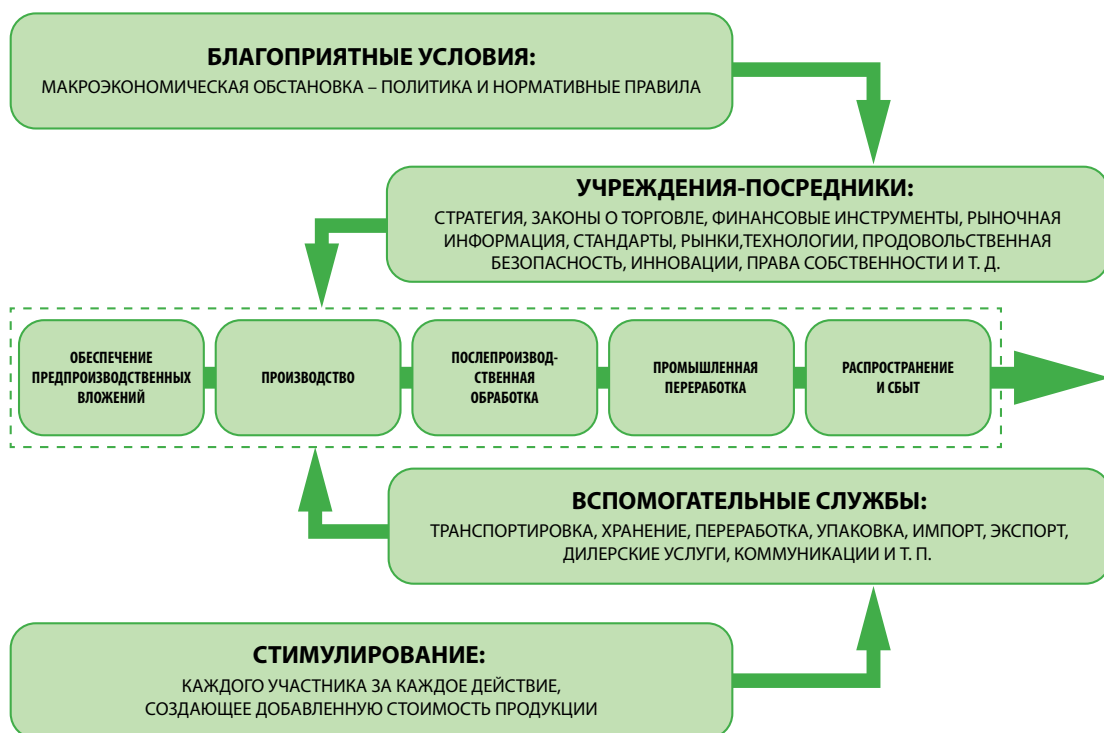 БЛАГОПРИЯТНЫЕ УСЛОВИЯ:
МАКРОЭКОНОМИЧЕСКАЯ ОБСТАНОВКА – ПОЛИТИКА И НОРМАТИВНЫЕ ПРАВИЛА
УЧРЕЖДЕНИЯ-ПОСРЕДНИКИ:
СТРАТЕГИЯ, ЗАКОНЫ О ТОРГОВЛЕ, ФИНАНСОВЫЕ ИНСТРУМЕНТЫ, РЫНОЧНАЯ
ИНФОРМАЦИЯ, СТАНДАРТЫ, РЫНКИ,ТЕХНОЛОГИИ, ПРОДОВОЛЬСТВЕННАЯ
БЕЗОПАСНОСТЬ, ИННОВАЦИИ, ПРАВА СОБСТВЕННОСТИ И Т. Д.
ОБЕСПЕЧЕНИЕ
ПРЕДПРОИЗВОДСТВЕННЫХ
ВЛОЖЕНИЙ
ПРОИЗВОДСТВО
ПОСЛЕПРОИЗВОД-
СТВЕННАЯ
ОБРАБОТКА
ПРОМЫШЛЕННАЯ
ПЕРЕРАБОТКА
РАСПРОСТРАНЕНИЕ
И СБЫТ
ВСПОМОГАТЕЛЬНЫЕ СЛУЖБЫ:
ТРАНСПОРТИРОВКА, ХРАНЕНИЕ, ПЕРЕРАБОТКА, УПАКОВКА, ИМПОРТ, ЭКСПОРТ,
ДИЛЕРСКИЕ УСЛУГИ, КОММУНИКАЦИИ И Т. П.
СТИМУЛИРОВАНИЕ:
КАЖДОГО УЧАСТНИКА ЗА КАЖДОЕ ДЕЙСТВИЕ,
СОЗДАЮЩЕЕ ДОБАВЛЕННУЮ СТОИМОСТЬ ПРОДУКЦИИ